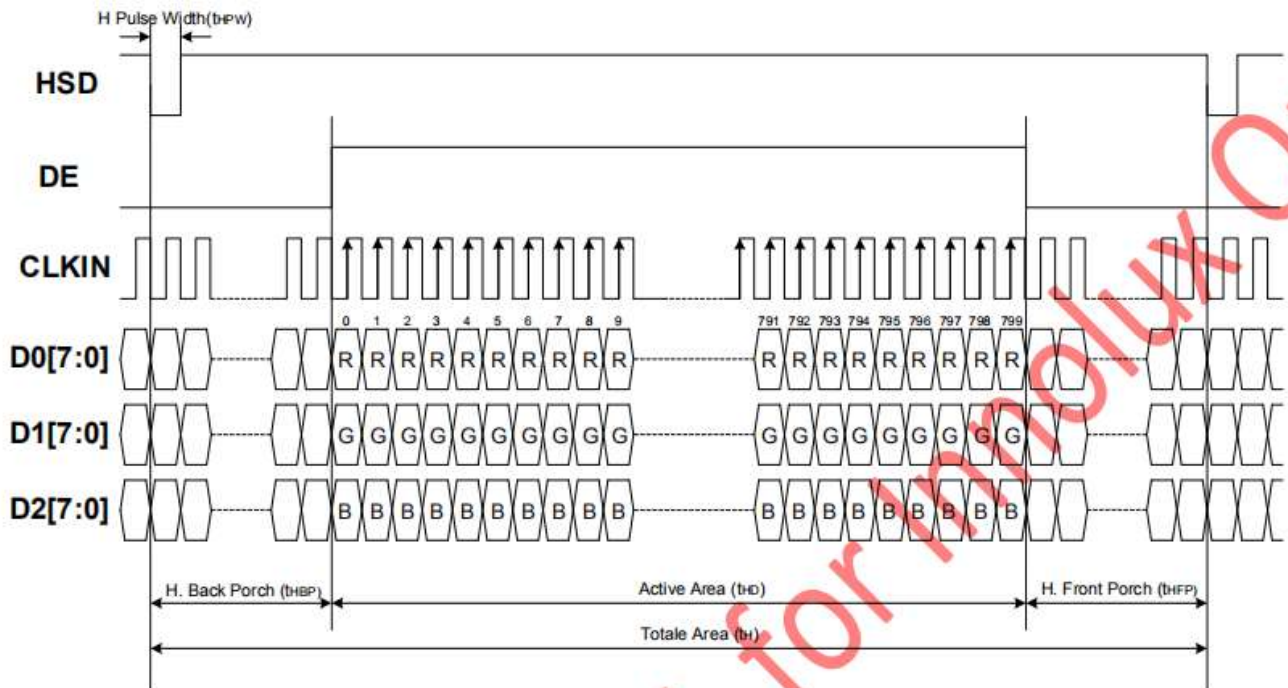 H Pulse Width(tHPW)
HSD
DE
CLKIN
0 1 2 3 4 5 6 7 8 9 791 792 793 794 795 796 797 798 799
D0[7:0] R R R R R R R R R R R R R R R R R R R
D1[7:0] G G G G G G G G G G G G G G G G G G G
D2[7:0] B B B B B B B B B B B B B B B B B B B
H. Back Porch (tHBP) Active Area (tHD) H. Front Porch (tHFP)
Totale Area (tH)
for Innolux